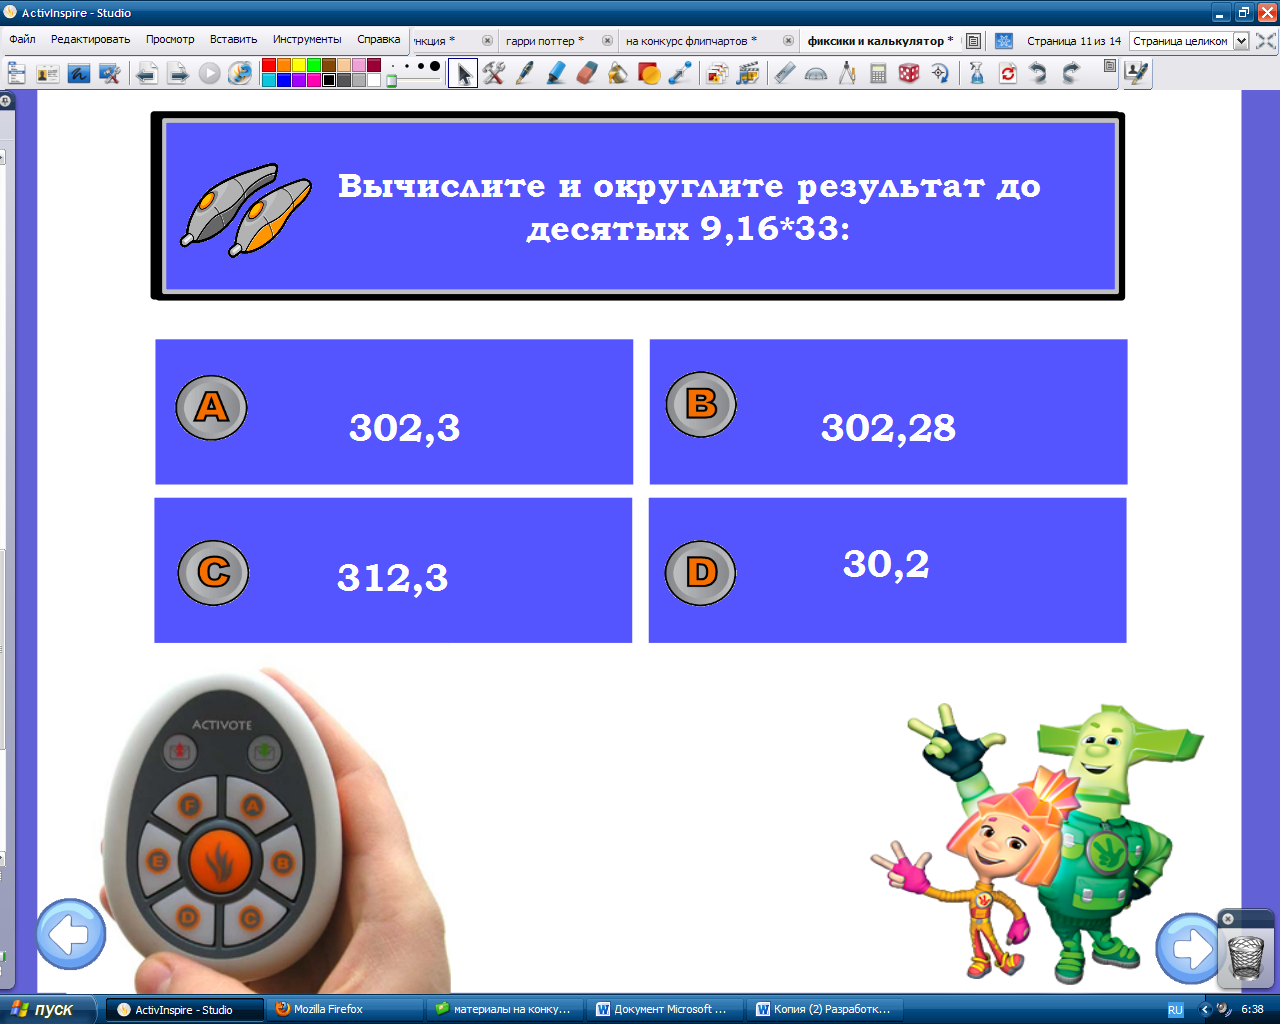 ActivInspire - Studio
Файл Редактировать Просмотр Вставить Инструменты Справка
нкция * гарри поттер * на конкурс флипчартов * фиксики и калькулятор * Страница 11 из 14 Страница целиком
Вычислите и округлите результат до
десятых 9,16*33:
A 302,3
B 302,28
C 312,3
D 30,2
ACTIVOTE
F A
E B
D C
пуск ActivInspire - Studio Mozilla Firefox материалы на конку... Документ Microsoft ... Копия (2) Разработк... RU 6:38